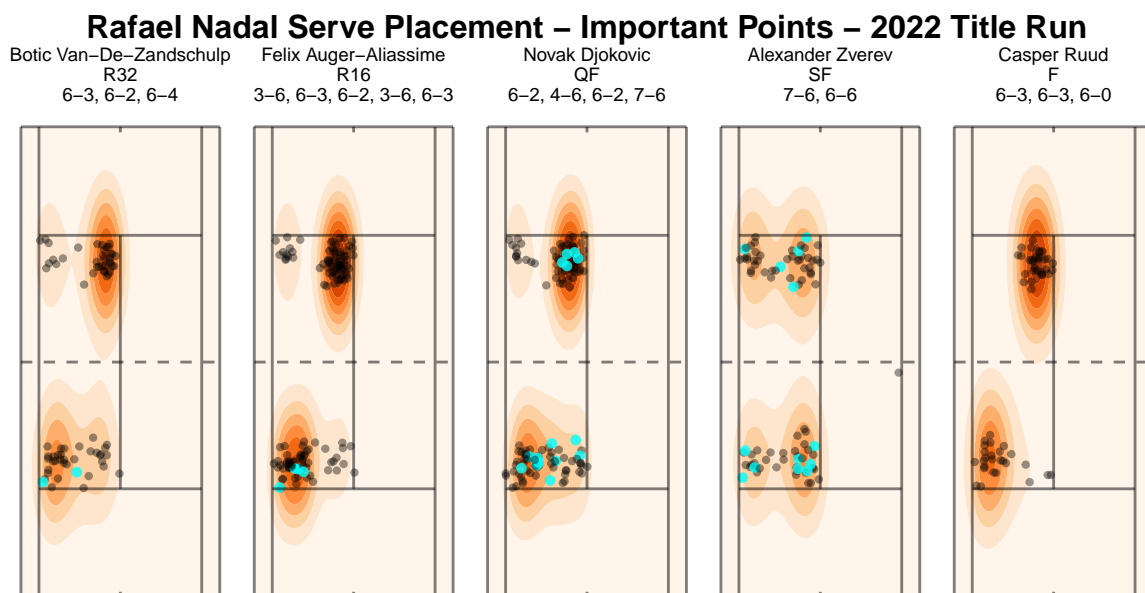 Rafael Nadal Serve Placement – Important Points – 2022 Title Run
Botic Van–De–Zandschulp
R32
6–3, 6–2, 6–4
Felix Auger–Aliassime
R16
3–6, 6–3, 6–2, 3–6, 6–3
Novak Djokovic
QF
6–2, 4–6, 6–2, 7–6
Alexander Zverev
SF
7–6, 6–6
Casper Ruud
F
6–3, 6–3, 6–0